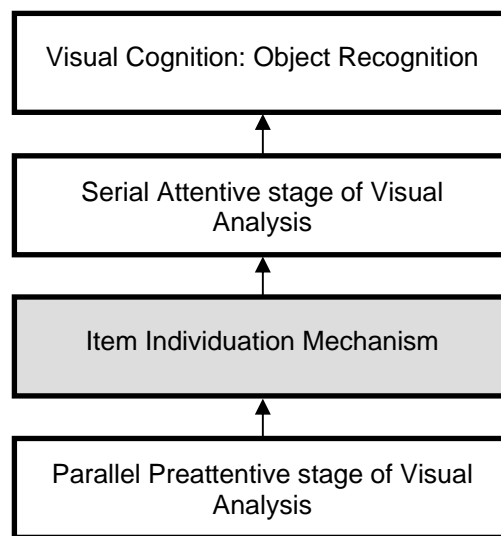 Visual Cognition: Object Recognition
Serial Attentive stage of Visual
Analysis
Item Individuation Mechanism
Parallel Preattentive stage of Visual
Analysis